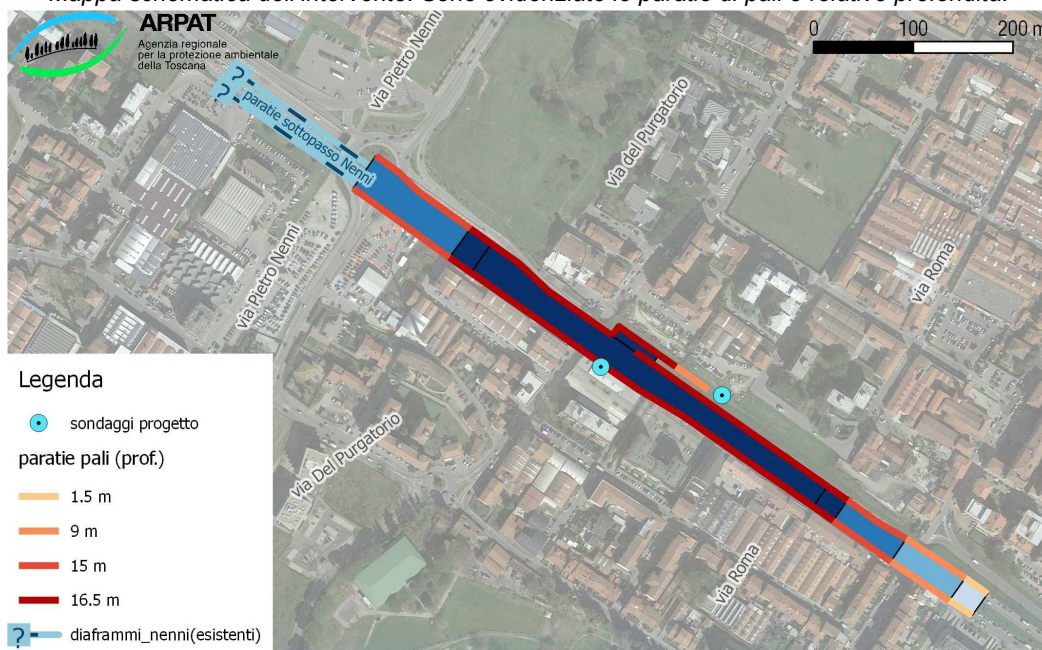 Mappa schematica dell'intervento. Sono evidenziate le paratie di pali e relative profondità.
ARPAT
Agenzia regionale
per la protezione ambientale
della Toscana
0 100 200 m
via Pietro Nenni
?
?
paratie sottopasso Nenni
via del Purgatorio
via Roma
via Pietro Nenni
via Del Purgatorio
via Roma
Legenda
sondaggi progetto
paratie pali (prof.)
1.5 m
9 m
15 m
16.5 m
? diaframmi_nenni(esistenti)